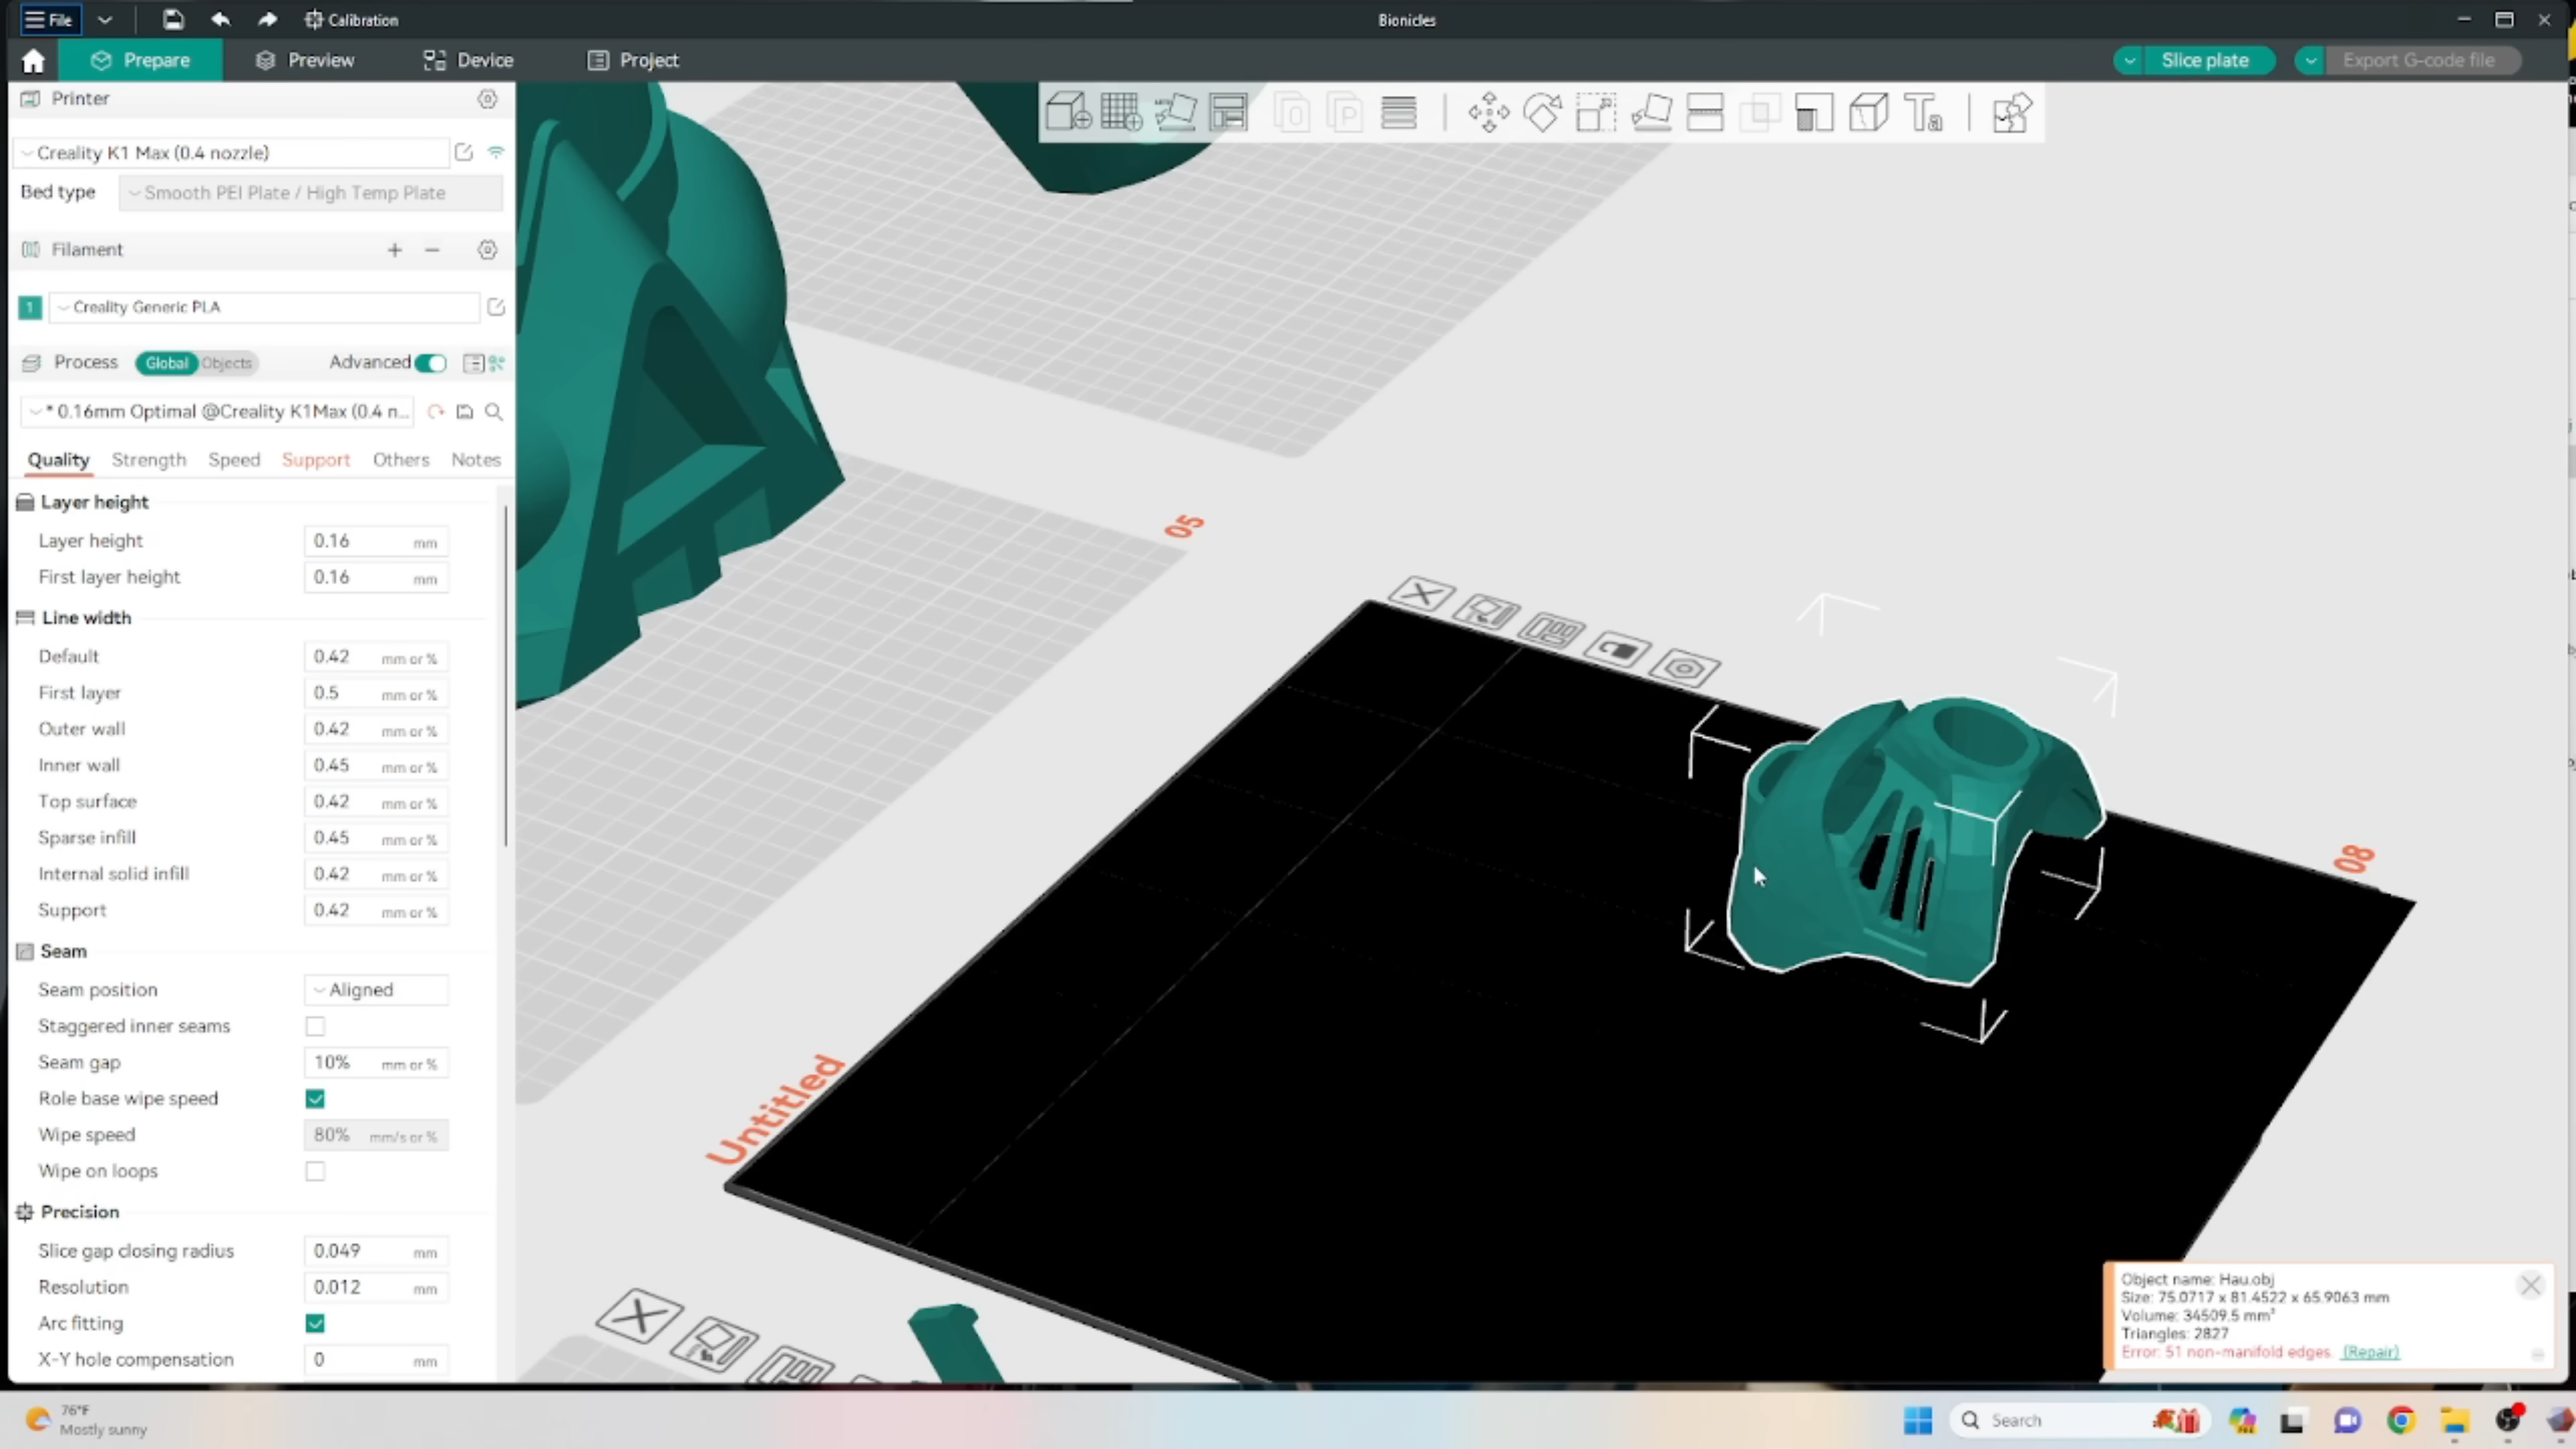 File
Calibration
Bionicles
Prepare
Preview
Device
Project
Slice plate
Export G-code file
Printer
Creality K1 Max (0.4 nozzle)
Bed type
Smooth PEI Plate / High Temp Plate
Filament
1
Creality Generic PLA
Process
Global
Objects
Advanced
* 0.16mm Optimal @Creality K1Max (0.4 n...
Quality
Strength
Speed
Support
Others
Notes
Layer height
Layer height 0.16 mm
First layer height 0.16 mm
Line width
Default 0.42 mm or %
First layer 0.5 mm or %
Outer wall 0.42 mm or %
Inner wall 0.45 mm or %
Top surface 0.42 mm or %
Sparse infill 0.45 mm or %
Internal solid infill 0.42 mm or %
Support 0.42 mm or %
Seam
Seam position Aligned
Staggered inner seams
Seam gap 10% mm or %
Role base wipe speed
Wipe speed 80% mm/s or %
Wipe on loops
Precision
Slice gap closing radius 0.049 mm
Resolution 0.012 mm
Arc fitting
X-Y hole compensation 0 mm
05
08
Untitled
Object name: Hau.obj
Size: 75.0717 x 81.4522 x 65.9063 mm
Volume: 34509.5 mm³
Triangles: 2827
Error: 51 non-manifold edges. (Repair)
76°F
Mostly sunny
Search